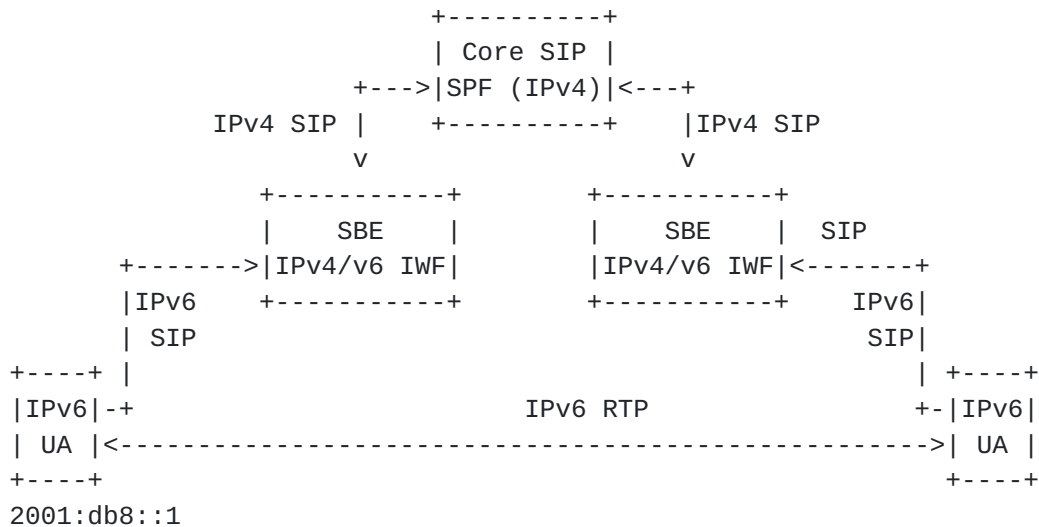 +-----------+
                           | Core SIP |
                      +--->|SPF (IPv4)|<---+
             IPv4 SIP |    +----------+    |IPv4 SIP
                      v                    v
                +-----------+        +-----------+
                |    SBE    |        |    SBE    |  SIP
       +------->|IPv4/v6 IWF|        |IPv4/v6 IWF|<-------+
       |IPv6    +-----------+        +-----------+    IPv6|
       | SIP                                           SIP|
+----+ |                                                  | +----+
|IPv6|-+                         IPv6 RTP                 +-|IPv6|
| UA |<---------------------------------------------------->| UA |
+----+                                                      +----+
2001:db8::1